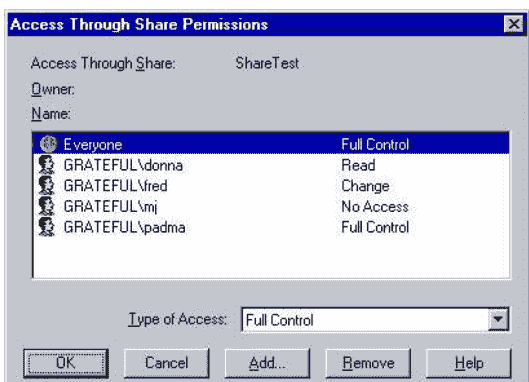 Access Through Share Permissions
Access Through Share: ShareTest
Owner:
Name:
Everyone Full Control
GRATEFUL\donna Read
GRATEFUL\fred Change
GRATEFUL\mj No Access
GRATEFUL\padma Full Control
Type of Access: Full Control
OK Cancel Add... Remove Help